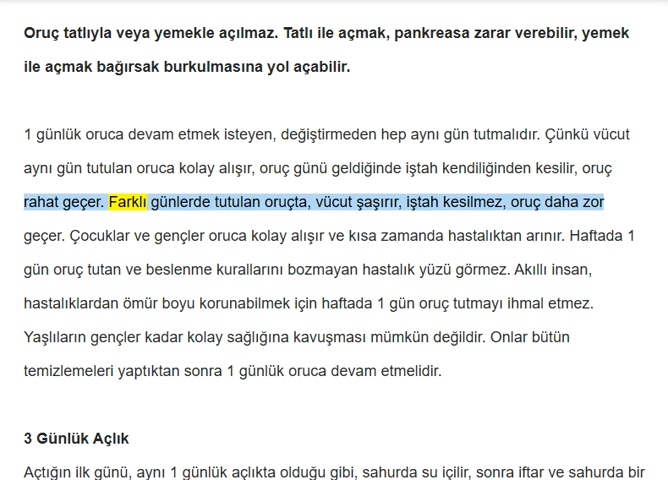 Oruç tatlıyla veya yemekle açılmaz. Tatlı ile açmak, pankreasa zarar verebilir, yemek
ile açmak bağırsak burkulmasına yol açabilir.
1 günlük oruca devam etmek isteyen, değiştirmeden hep aynı gün tutmalıdır. Çünkü vücut
aynı gün tutulan oruca kolay alışır, oruç günü geldiğinde iştah kendiliğinden kesilir, oruç
rahat geçer. Farklı günlerde tutulan oruçta, vücut şaşırır, iştah kesilmez, oruç daha zor
geçer. Çocuklar ve gençler oruca kolay alışır ve kısa zamanda hastalıktan arınır. Haftada 1
gün oruç tutan ve beslenme kurallarını bozmayan hastalık yüzü görmez. Akıllı insan,
hastalıklardan ömür boyu korunabilmek için haftada 1 gün oruç tutmayı ihmal etmez.
Yaşlıların gençler kadar kolay sağlığına kavuşması mümkün değildir. Onlar bütün
temizlemeleri yaptıktan sonra 1 günlük oruca devam etmelidir.
3 Günlük Açlık
Açtığın ilk günü, aynı 1 günlük açlıkta olduğu gibi, sahurda su içilir, sonra iftar ve sahurda bir